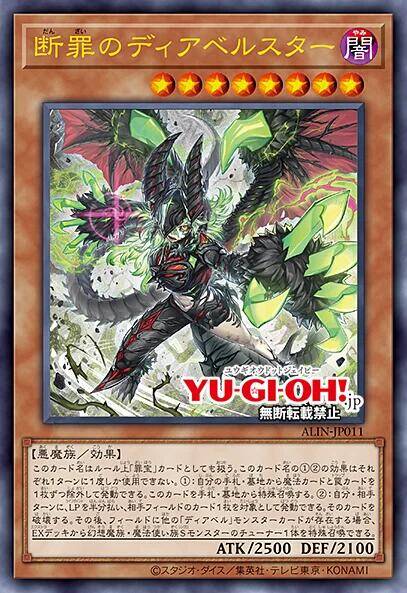 断罪のディアベルスター 闇
YU-GI-OH!.jp
無断転載禁止
ALIN-JP011
【悪魔族/効果】
このカード名はルール上「罪宝」カードとしても扱う。このカード名の①②の効果はそれ
ぞれ1ターンに1度しか使用できない。①：自分の手札・墓地から魔法カードと罠カードを
1枚ずつ除外して発動できる。このカードを手札・墓地から特殊召喚する。②：自分・相手
ターンに、LPを半分払い、相手フィールドのカード1枚を対象として発動できる。そのカードを
破壊する。その後、フィールドに他の「ディアベル」モンスターカードが存在する場合、
EXデッキから幻想魔族・魔法使い族Sモンスターのチューナー1体を特殊召喚できる。
ATK/2500 DEF/2100
©スタジオ・ダイス/集英社・テレビ東京・KONAMI